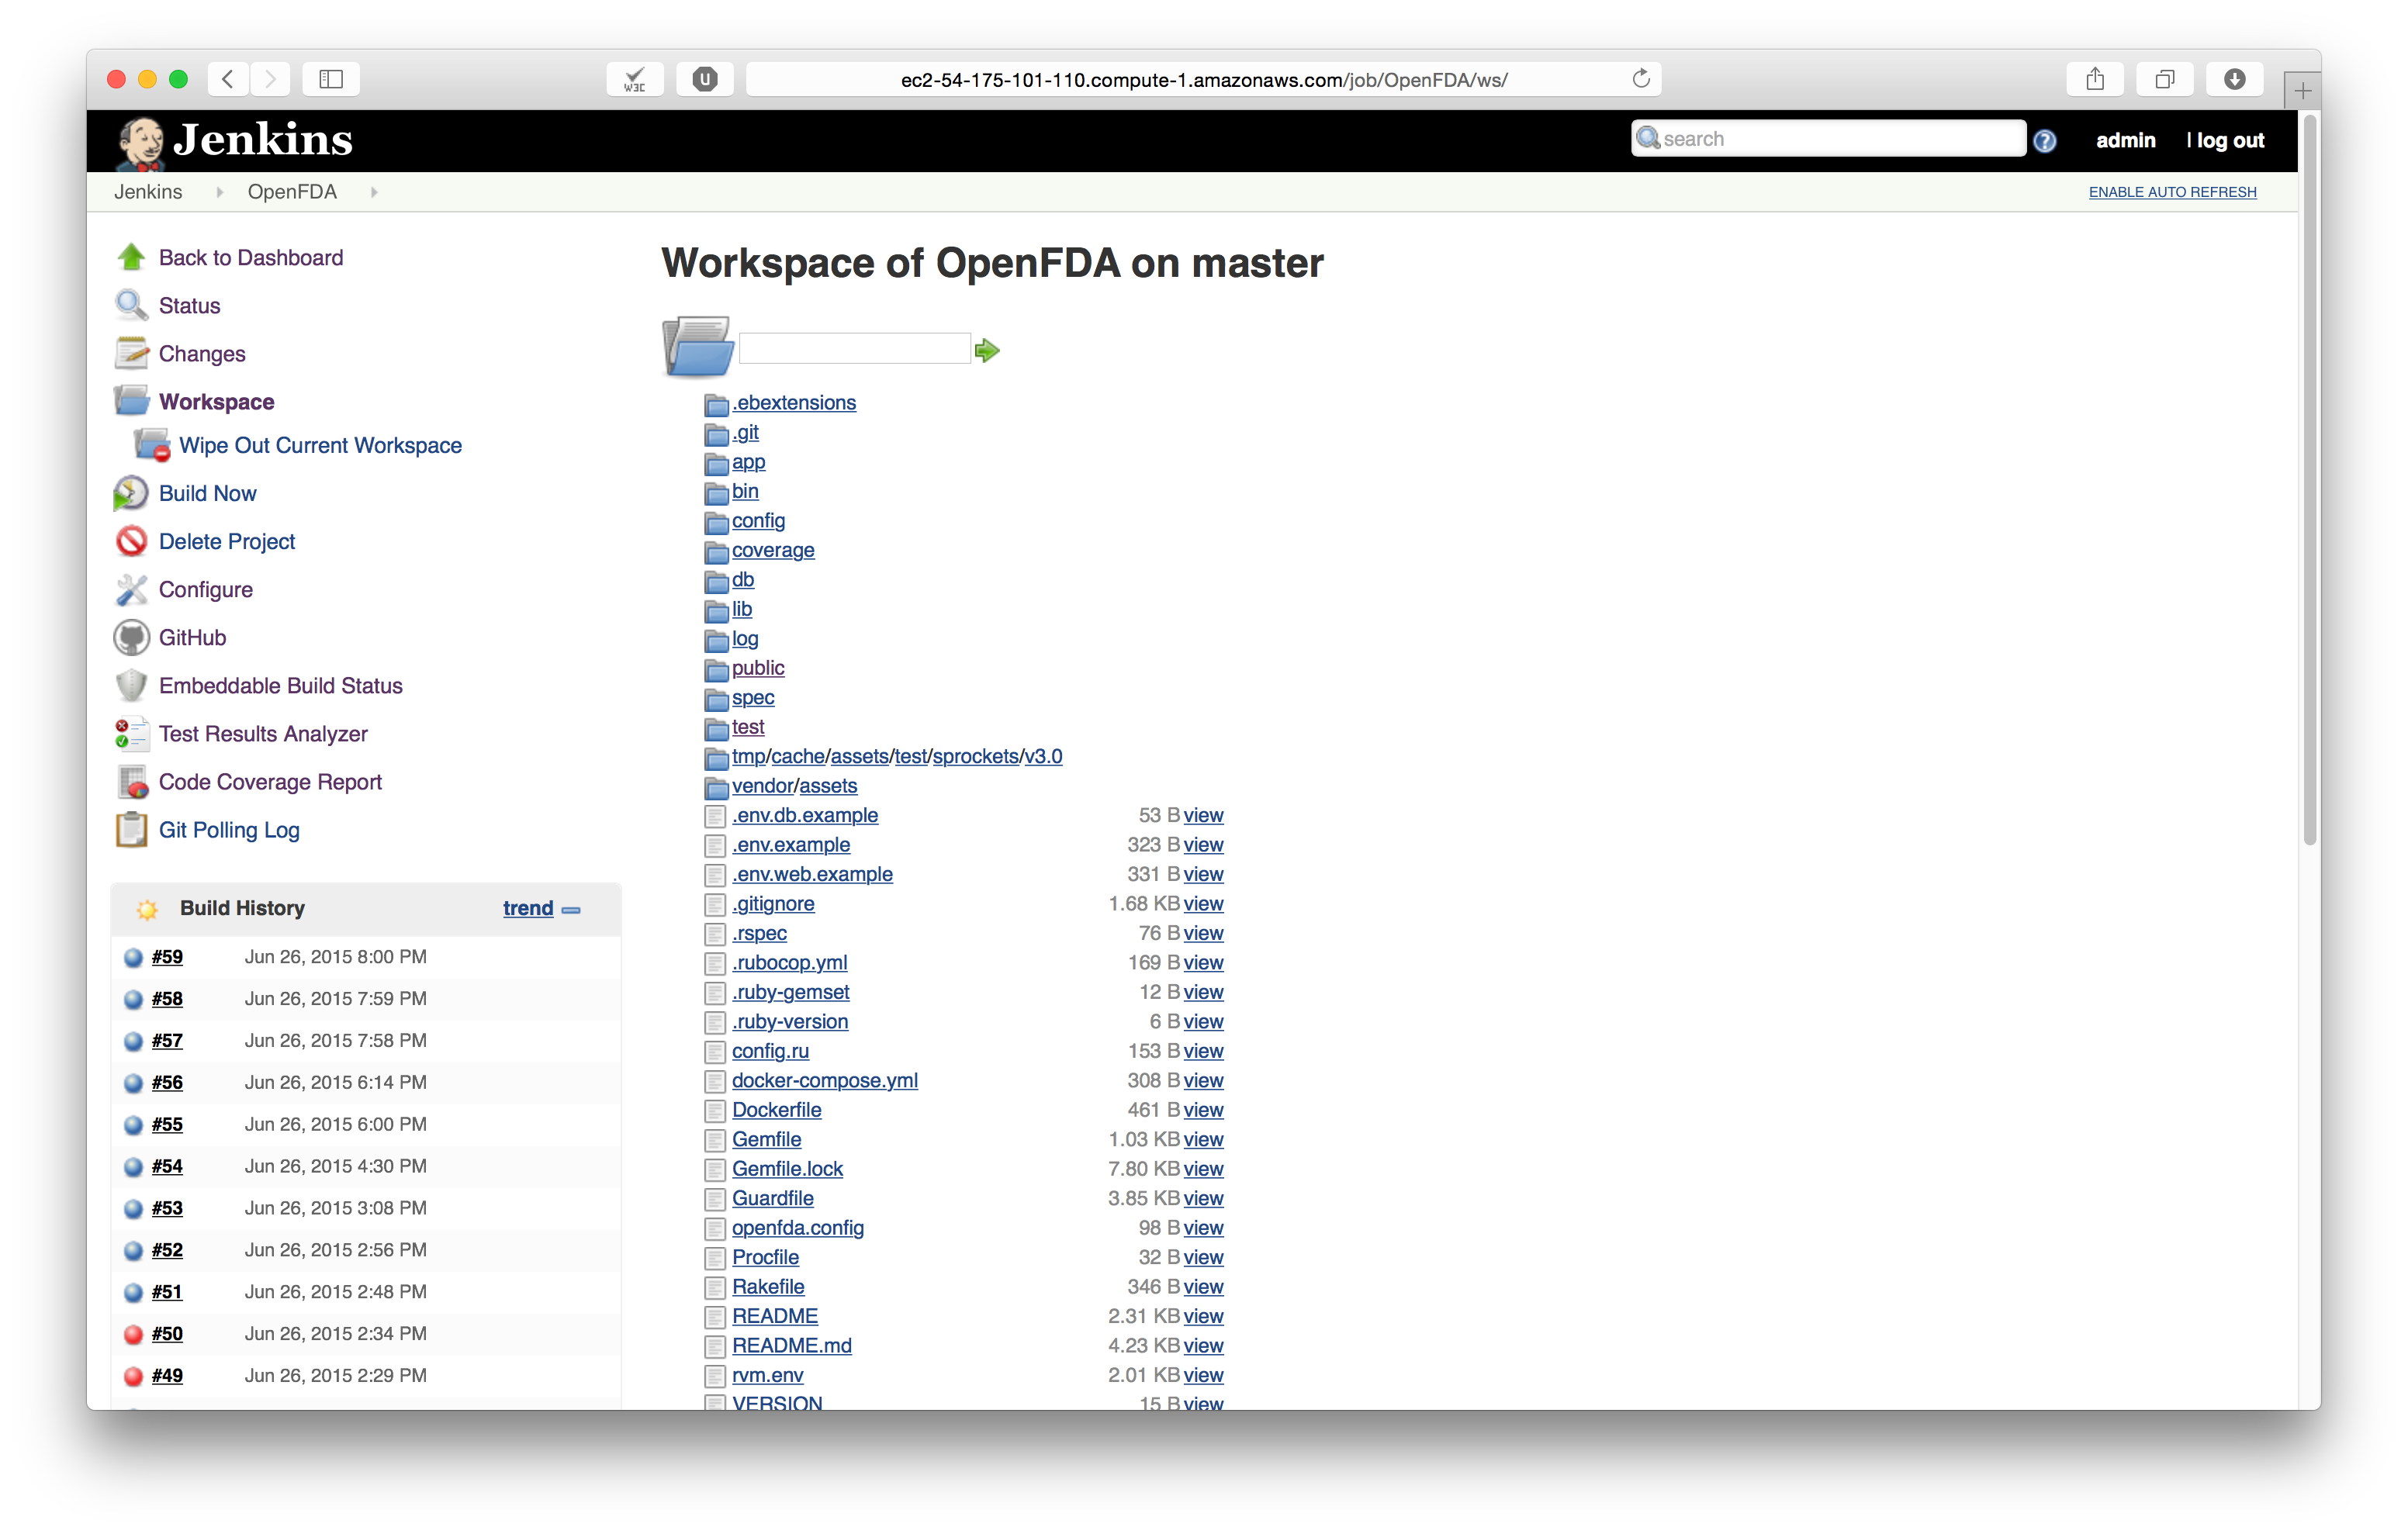 W3C
U
ec2-54-175-101-110.compute-1.amazonaws.com/job/OpenFDA/ws/
Jenkins
search
?
admin
| log out
Jenkins
OpenFDA
ENABLE AUTO REFRESH
Back to Dashboard
Status
Changes
Workspace
Wipe Out Current Workspace
Build Now
Delete Project
Configure
GitHub
Embeddable Build Status
Test Results Analyzer
Code Coverage Report
Git Polling Log
Build History trend
#59 Jun 26, 2015 8:00 PM
#58 Jun 26, 2015 7:59 PM
#57 Jun 26, 2015 7:58 PM
#56 Jun 26, 2015 6:14 PM
#55 Jun 26, 2015 6:00 PM
#54 Jun 26, 2015 4:30 PM
#53 Jun 26, 2015 3:08 PM
#52 Jun 26, 2015 2:56 PM
#51 Jun 26, 2015 2:48 PM
#50 Jun 26, 2015 2:34 PM
#49 Jun 26, 2015 2:29 PM
Workspace of OpenFDA on master
.ebextensions
.git
app
bin
config
coverage
db
lib
log
public
spec
test
tmp/cache/assets/test/sprockets/v3.0
vendor/assets
.env.db.example 53 B view
.env.example 323 B view
.env.web.example 331 B view
.gitignore 1.68 KB view
.rspec 76 B view
.rubocop.yml 169 B view
.ruby-gemset 12 B view
.ruby-version 6 B view
config.ru 153 B view
docker-compose.yml 308 B view
Dockerfile 461 B view
Gemfile 1.03 KB view
Gemfile.lock 7.80 KB view
Guardfile 3.85 KB view
openfda.config 98 B view
Procfile 32 B view
Rakefile 346 B view
README 2.31 KB view
README.md 4.23 KB view
rvm.env 2.01 KB view
VERSION 15 B view